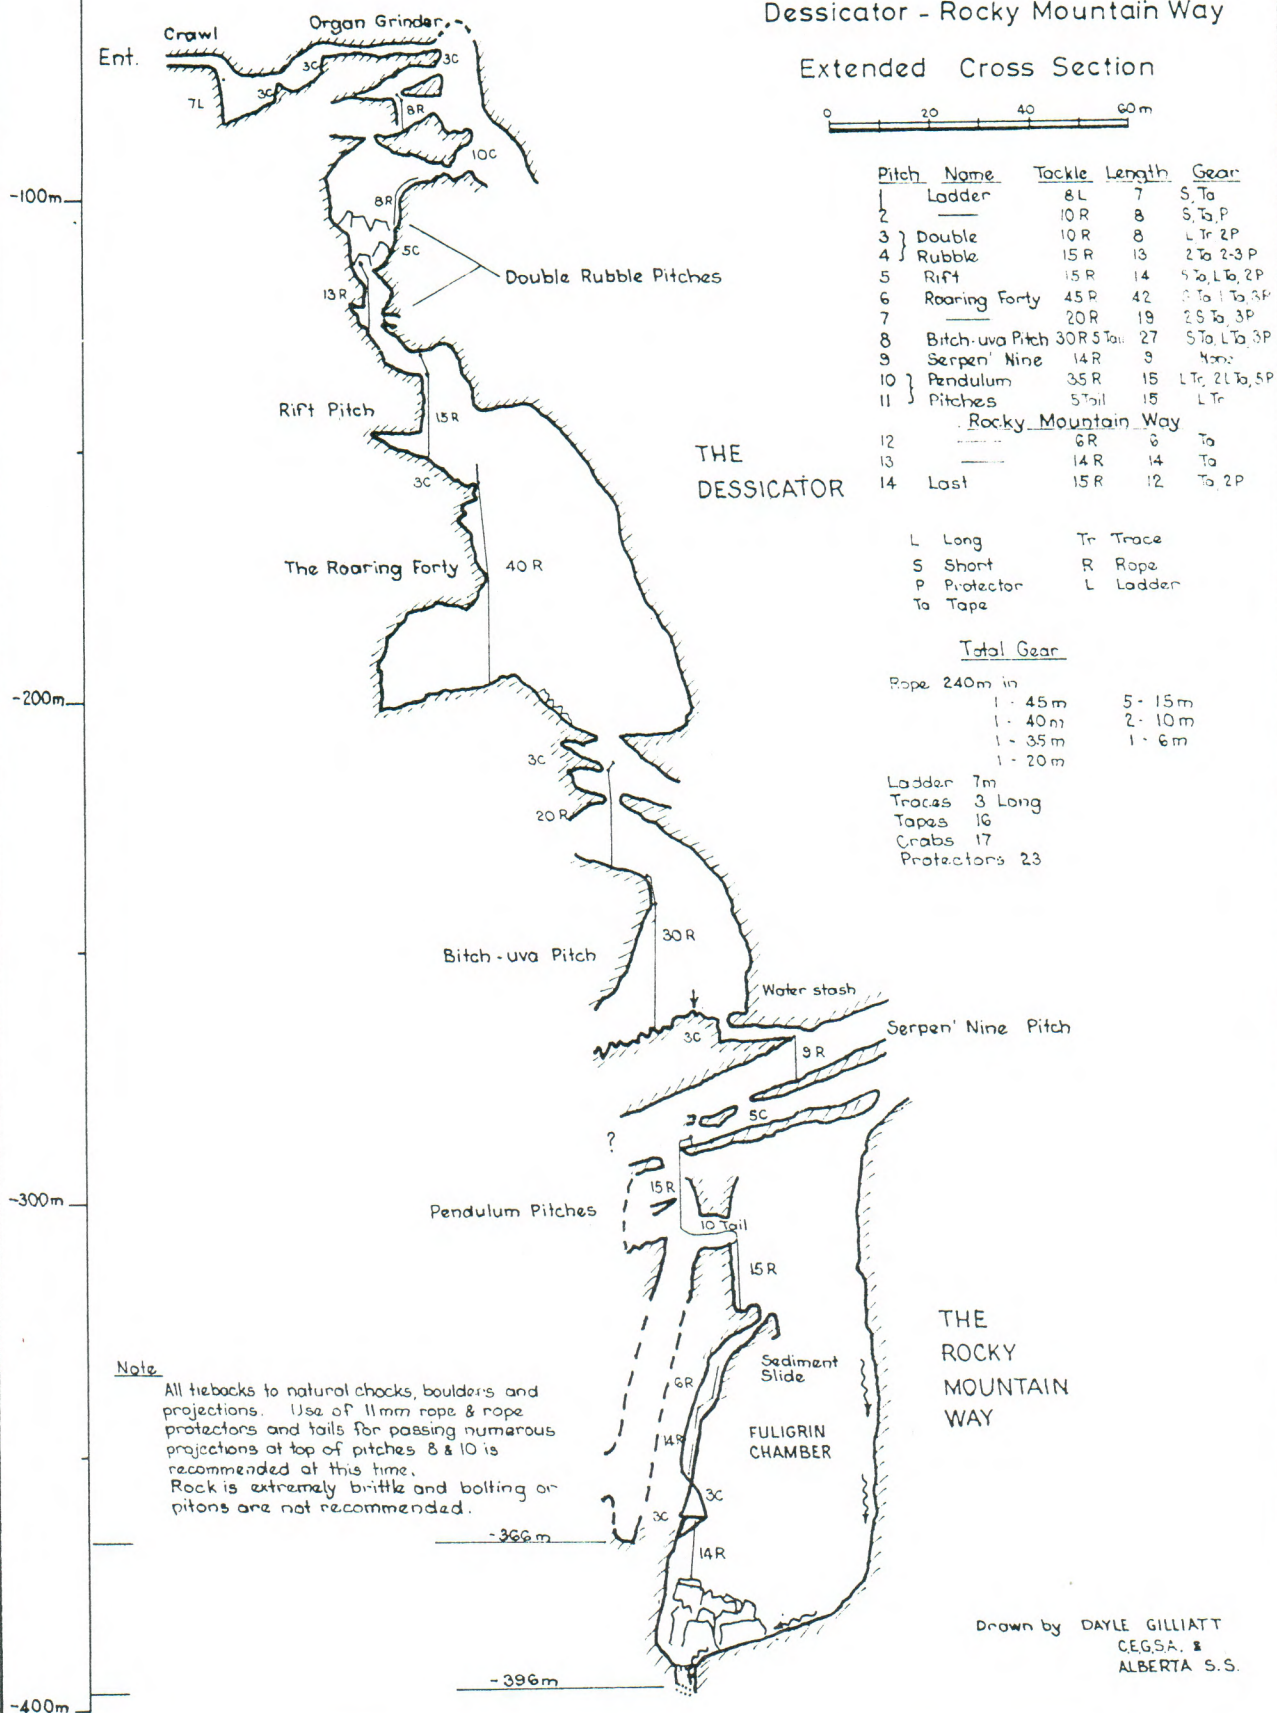 Dessicator - Rocky Mountain Way
Extended Cross Section
0 20 40 60m
Ent.
Crawl
Organ Grinder
3C
3C
3C
7L
8R
10C
-100m
8R
5C
Double Rubble Pitches
13R
Rift Pitch
15R
3C
The Roaring Forty
40R
THE
DESSICATOR
-200m
3C
20R
Bitch-uva Pitch
30R
Water stash
3C
Serpen' Nine Pitch
9R
5C
?
-300m
Pendulum Pitches
15R
10 Tail
15R
THE
ROCKY
MOUNTAIN
WAY
Sediment
Slide
6R
14R
FULIGRIN
CHAMBER
3C
3C
14R
-366m
-396m
-400m
Pitch Name Tackle Length Gear
1 Ladder 8L 7 S,Ta
2 — 10R 8 S,Ta,P
3 } Double 10R 8 L Tr 2P
4 } Rubble 15R 13 2 Ta 2-3 P
5 Rift 15R 14 S Ta, L Ta, 2P
6 Roaring Forty 45R 42 Ta 1 Ta, 3P
7 — 20R 19 2 S Ta, 3P
8 Bitch-uva Pitch 30R 5 Tail 27 S Ta, L Ta, 3P
9 Serpen' Nine 14R 9 None
10 } Pendulum 35R 15 L Tr, 2L Ta, 5P
11 } Pitches 5 Tail 15 L Tr
Rocky Mountain Way
12 — 6R 6 Ta
13 — 14R 14 Ta
14 Last 15R 12 Ta, 2P
L Long Tr Trace
S Short R Rope
P Protector L Ladder
Ta Tape
Total Gear
Rope 240m in
1 - 45m 5 - 15m
1 - 40m 2 - 10m
1 - 35m 1 - 6m
1 - 20m
Ladder 7m
Traces 3 Long
Tapes 16
Crabs 17
Protectors 23
Note
All tiebacks to natural chocks, boulders and
projections. Use of 11mm rope & rope
protectors and tails for passing numerous
projections at top of pitches 8 & 10 is
recommended at this time.
Rock is extremely brittle and bolting or
pitons are not recommended.
Drawn by DAYLE GILLIATT
C.E.G.S.A. &
ALBERTA S.S.